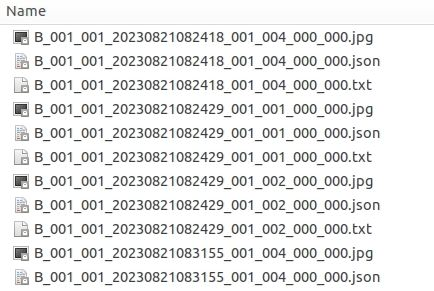 Name
B_001_001_20230821082418_001_004_000_000.jpg
B_001_001_20230821082418_001_004_000_000.json
B_001_001_20230821082418_001_004_000_000.txt
B_001_001_20230821082429_001_001_000_000.jpg
B_001_001_20230821082429_001_001_000_000.json
B_001_001_20230821082429_001_001_000_000.txt
B_001_001_20230821082429_001_002_000_000.jpg
B_001_001_20230821082429_001_002_000_000.json
B_001_001_20230821082429_001_002_000_000.txt
B_001_001_20230821083155_001_004_000_000.jpg
B_001_001_20230821083155_001_004_000_000.json